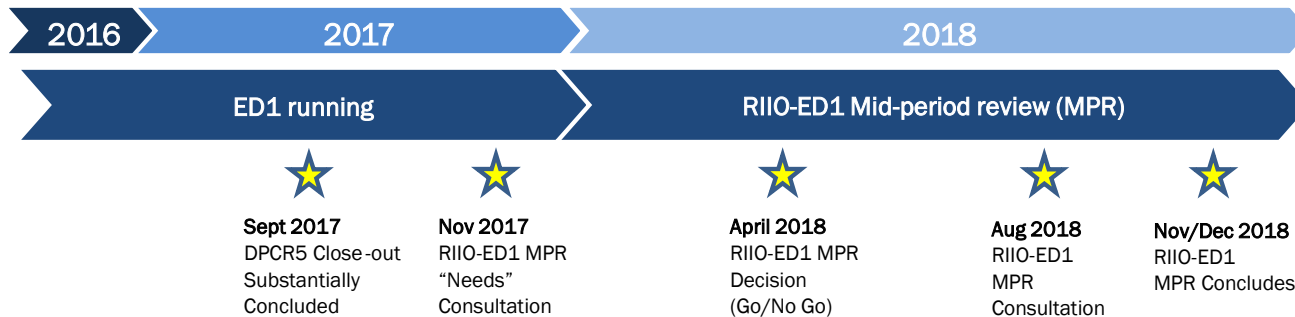 2016
2017
2018
ED1 running
RIIO-ED1 Mid-period review (MPR)
Sept 2017
DPCR5 Close-out
Substantially
Concluded
Nov 2017
RIIO-ED1 MPR
“Needs”
Consultation
April 2018
RIIO-ED1 MPR
Decision
(Go/No Go)
Aug 2018
RIIO-ED1
MPR
Consultation
Nov/Dec 2018
RIIO-ED1
MPR Concludes